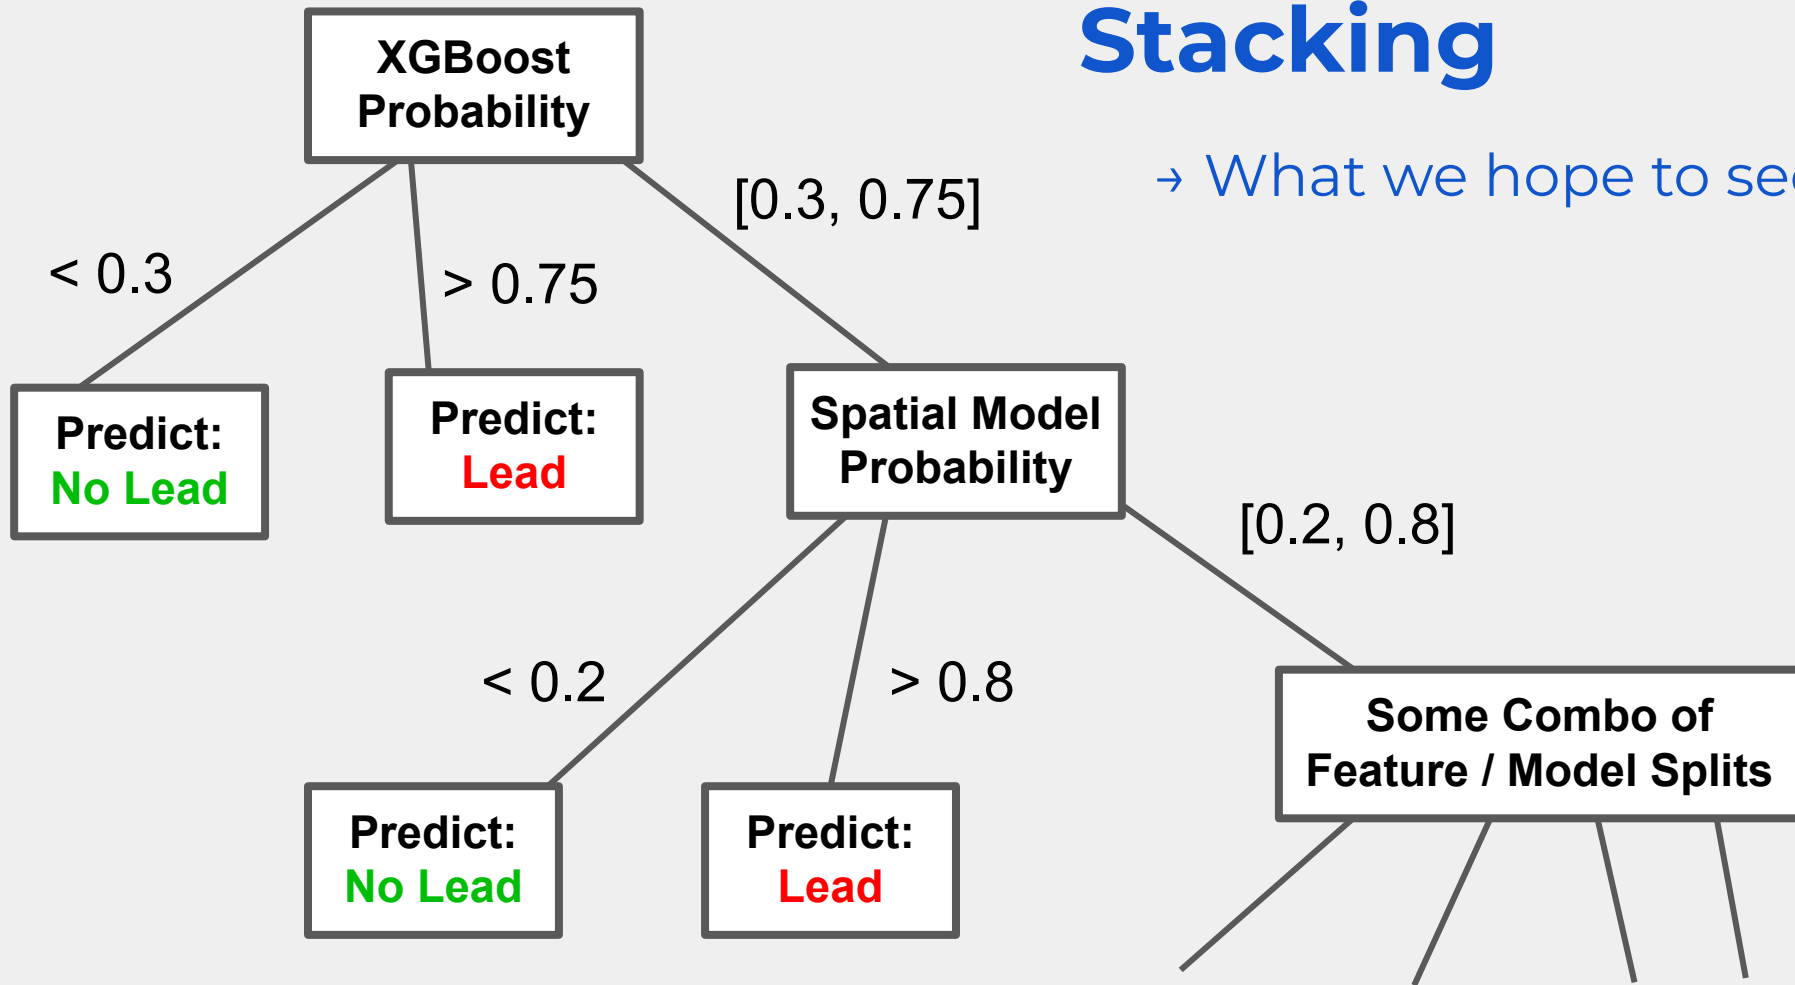 Stacking
→ What we hope to see
XGBoost
Probability
[0.3, 0.75]
< 0.3
> 0.75
Predict:
No Lead
Predict:
Lead
Spatial Model
Probability
[0.2, 0.8]
< 0.2
> 0.8
Some Combo of
Feature / Model Splits
Predict:
No Lead
Predict:
Lead